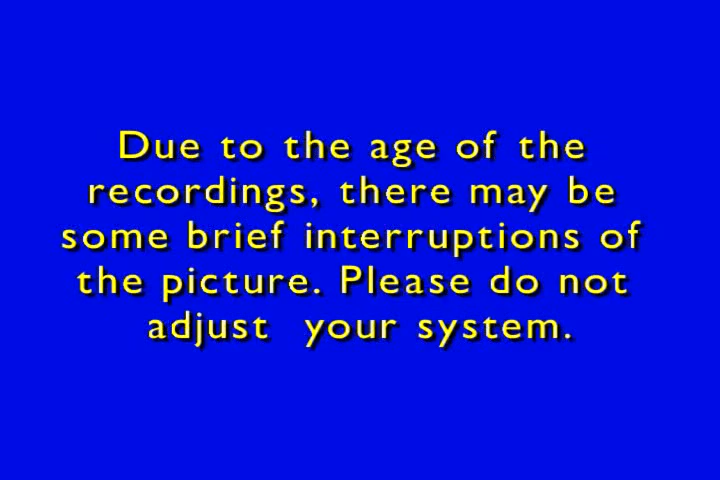 Due to the age of the
recordings, there may be
some brief interruptions of
the picture. Please do not
adjust  your system.